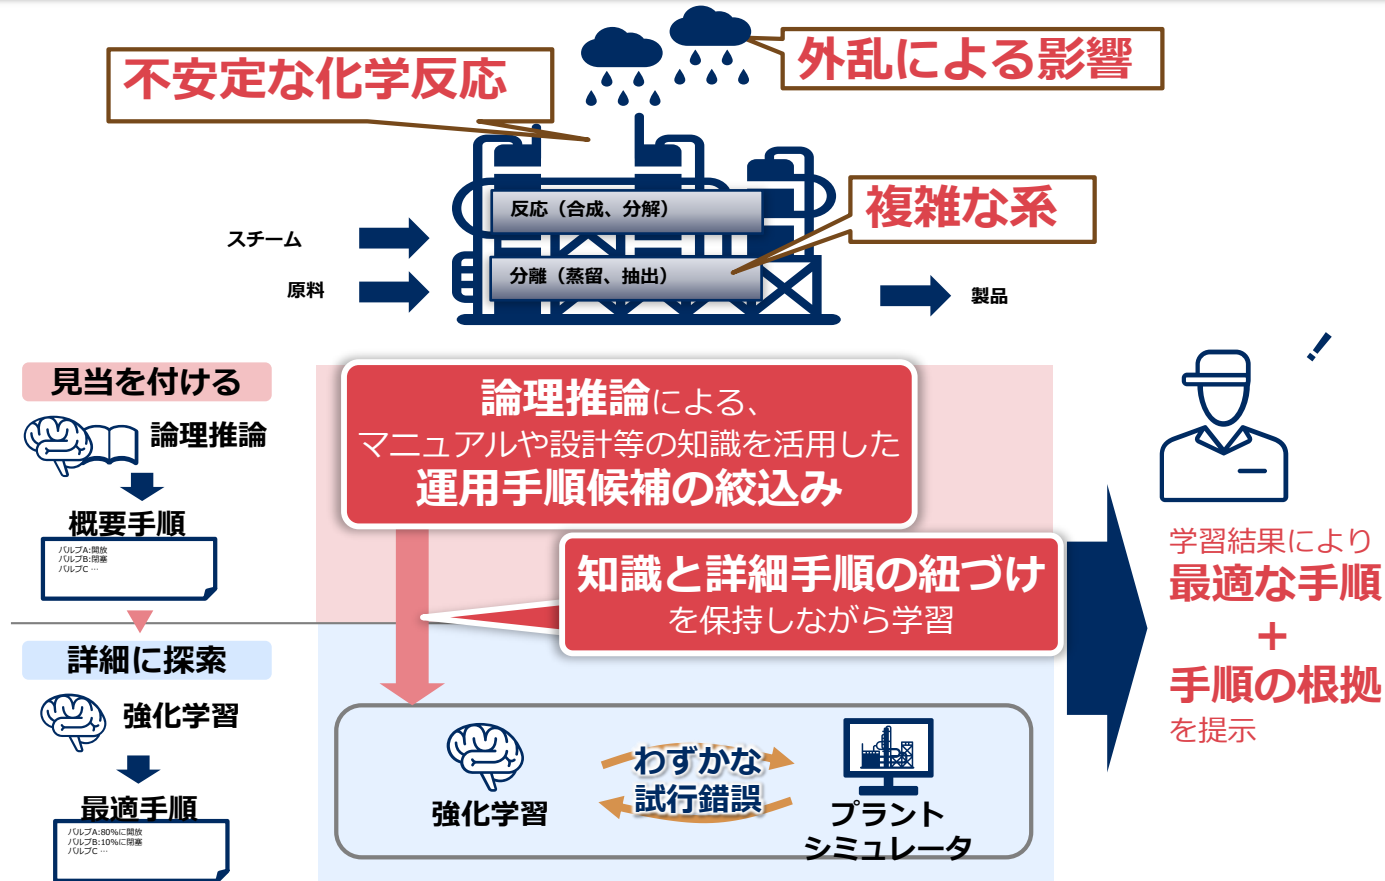 不安定な化学反応
外乱による影響
複雑な系
反応（合成、分解）
スチーム
分離（蒸留、抽出）
原料
製品
見当を付ける
論理推論
概要手順
バルブA:開放
バルブB:閉塞
バルブC …
詳細に探索
強化学習
最適手順
バルブA:80%に開放
バルブB:10%に閉塞
バルブC …
論理推論による、
マニュアルや設計等の知識を活用した
運用手順候補の絞込み
知識と詳細手順の紐づけ
を保持しながら学習
強化学習
わずかな
試行錯誤
プラント
シミュレータ
!
学習結果により
最適な手順
+
手順の根拠
を提示